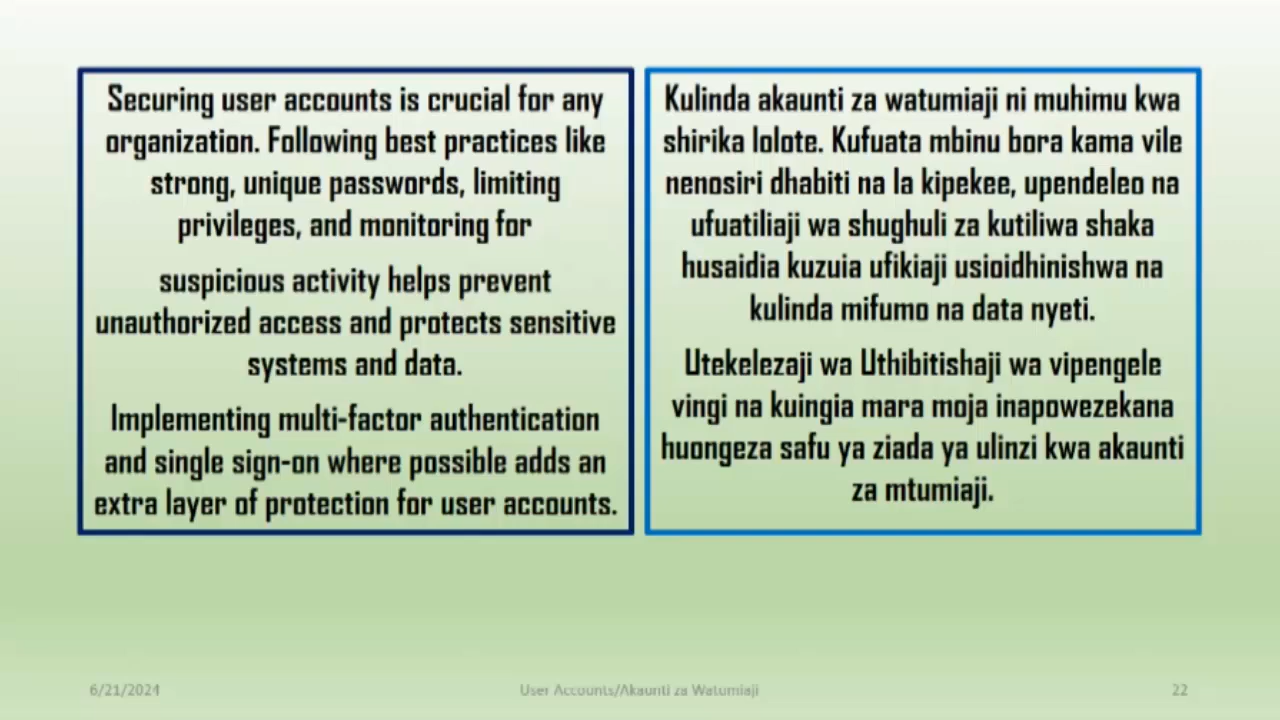 Securing user accounts is crucial for any
organization. Following best practices like
strong, unique passwords, limiting
privileges, and monitoring for
suspicious activity helps prevent
unauthorized access and protects sensitive
systems and data.
Implementing multi-factor authentication
and single sign-on where possible adds an
extra layer of protection for user accounts.
Kulinda akaunti za watumiaji ni muhimu kwa
shirika lolote. Kufuata mbinu bora kama vile
nenosiri dhabiti na la kipekee, upendeleo na
ufuatiliaji wa shughuli za kutiliwa shaka
husaidia kuzuia ufikiaji usioidhinishwa na
kulinda mifumo na data nyeti.
Utekelezaji wa Uthibitishaji wa vipengele
vingi na kuingia mara moja inapowezekana
huongeza safu ya ziada ya ulinzi kwa akaunti
za mtumiaji.
6/21/2024
User Accounts/Akaunti za Watumiaji
22